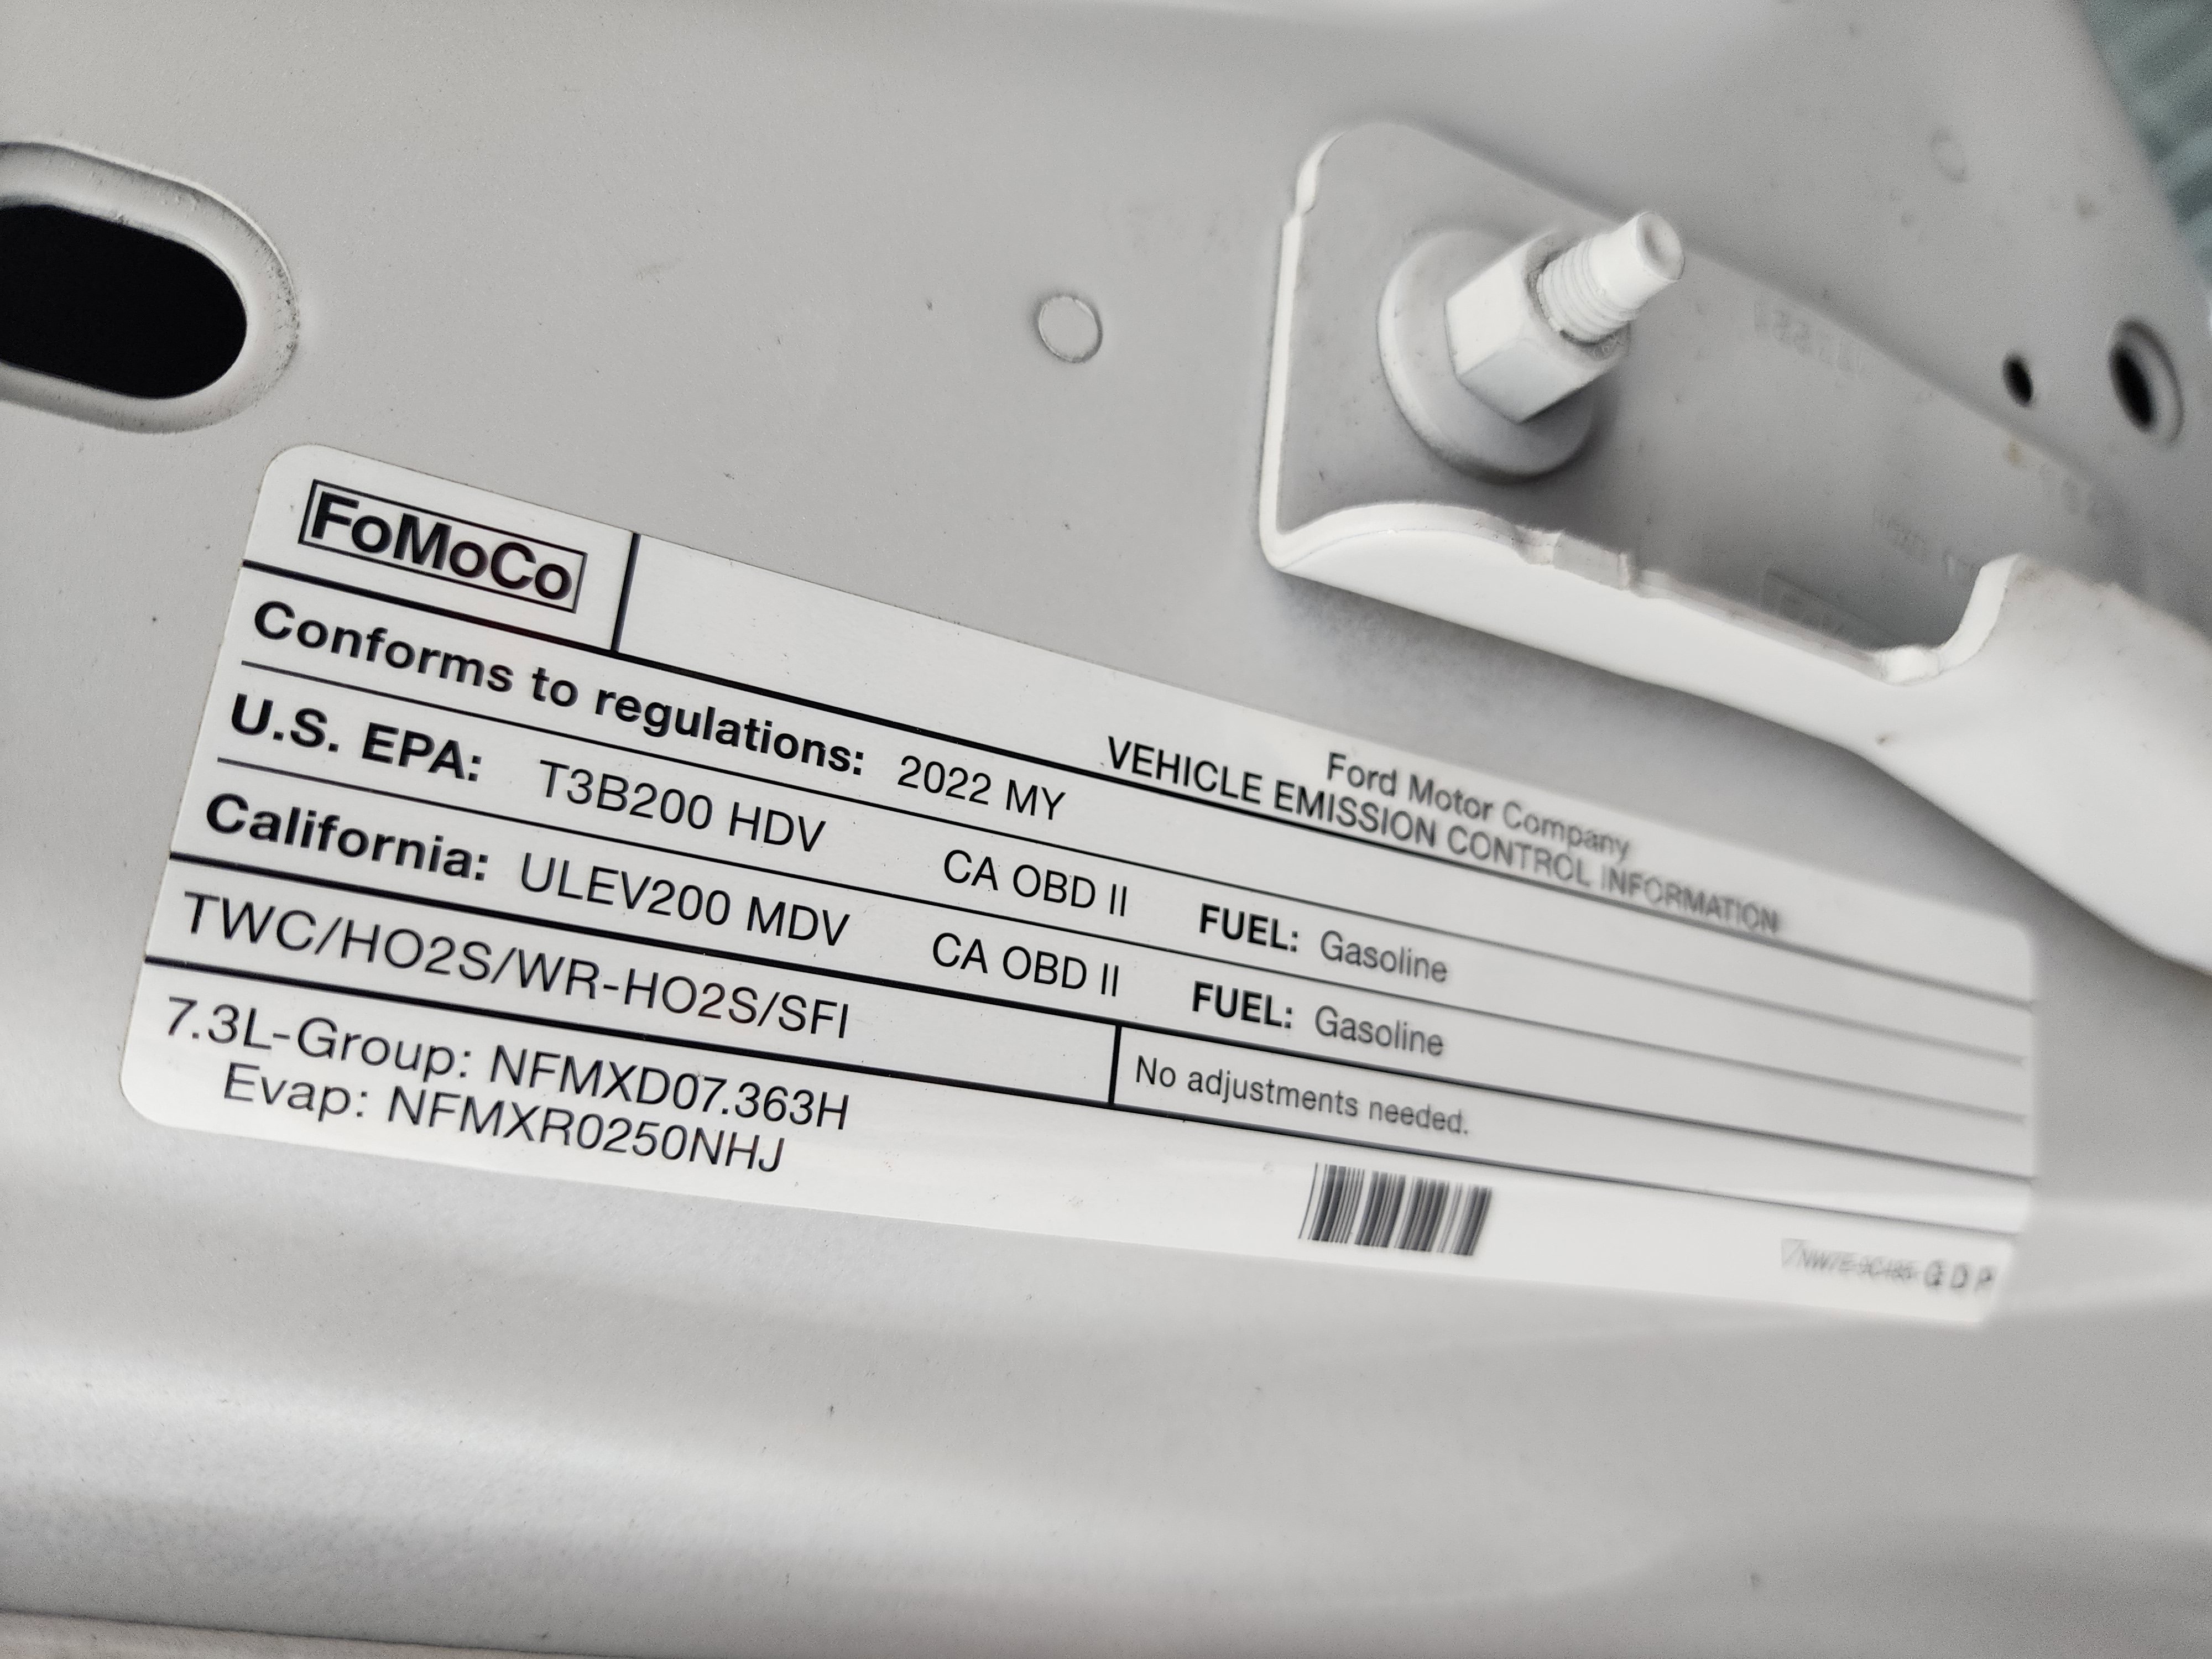 FoMoCo
Ford Motor Company
VEHICLE EMISSION CONTROL INFORMATION
Conforms to regulations: 2022 MY
U.S. EPA: T3B200 HDV CA OBD II FUEL: Gasoline
California: ULEV200 MDV CA OBD II FUEL: Gasoline
TWC/HO2S/WR-HO2S/SFI No adjustments needed.
7.3L-Group: NFMXD07.363H
Evap: NFMXR0250NHJ
G D P